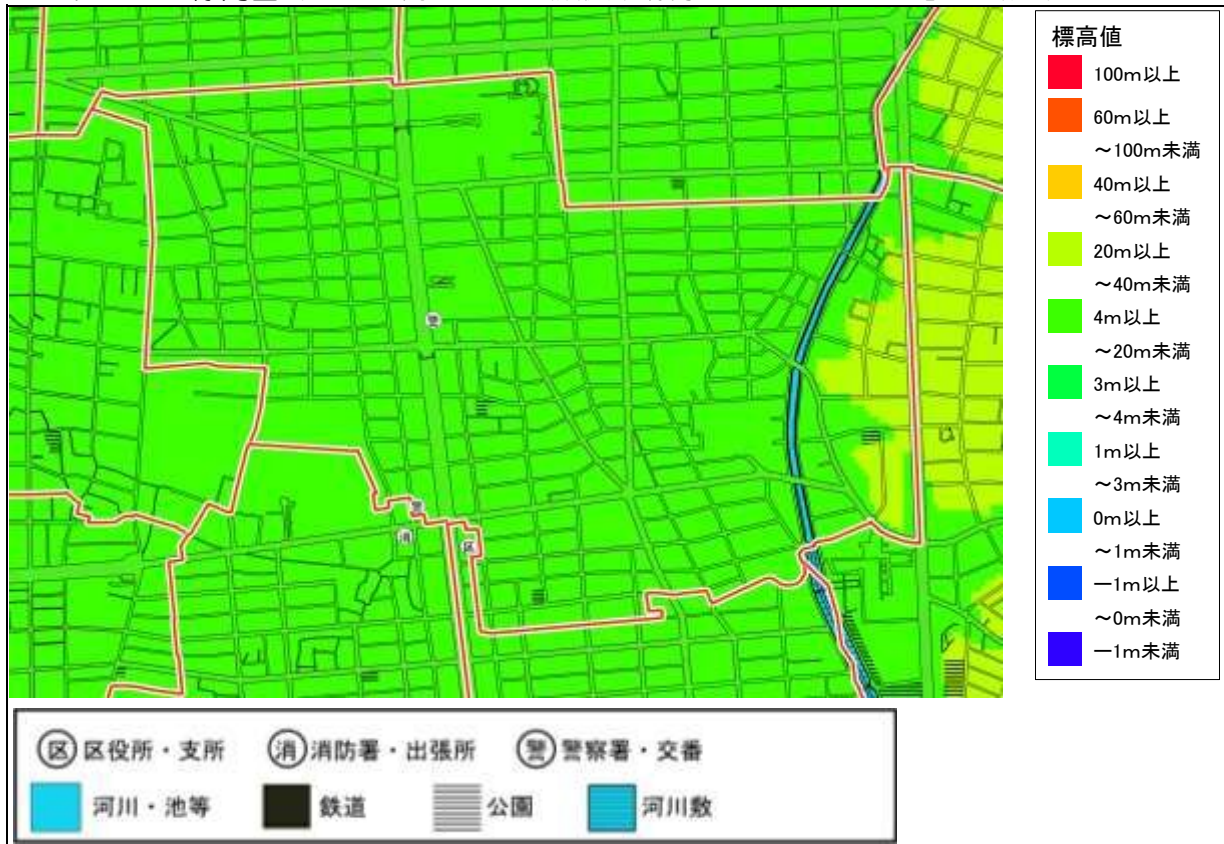 標高値
100m以上
60m以上
～100m未満
40m以上
～60m未満
20m以上
～40m未満
4m以上
～20m未満
3m以上
～4m未満
1m以上
～3m未満
0m以上
～1m未満
－1m以上
～0m未満
－1m未満
警
警
消
区
区 区役所・支所 消 消防署・出張所 警 警察署・交番
河川・池等 鉄道 公園 河川敷